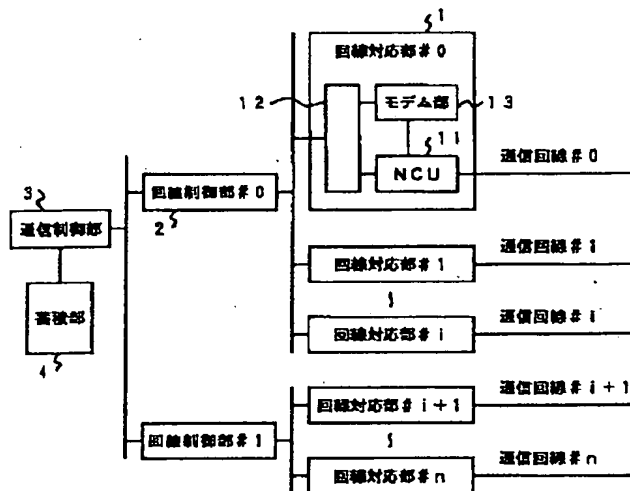 1
回線対応部#0
12
モデム部
13
11
NCU
通信回線#0
3
通信制御部
回線制御部#0
2
蓄積部
4
回線対応部#1
通信回線#1
回線対応部#i
通信回線#i
回線対応部#i+1
通信回線#i+1
回線制御部#1
回線対応部#n
通信回線#n